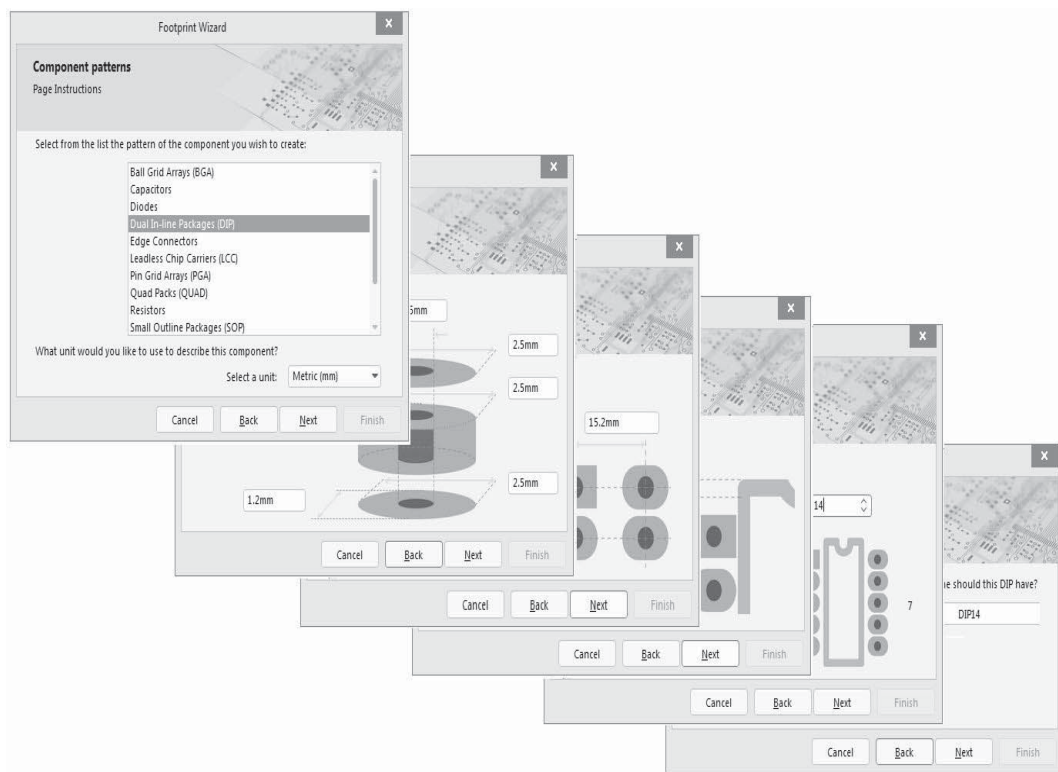 Footprint Wizard
X
Component patterns
Page Instructions
Select from the list the pattern of the component you wish to create:
Ball Grid Arrays (BGA)
Capacitors
Diodes
Dual In-line Packages (DIP)
Edge Connectors
Leadless Chip Carriers (LCC)
Pin Grid Arrays (PGA)
Quad Packs (QUAD)
Resistors
Small Outline Packages (SOP)
What unit would you like to use to describe this component?
Select a unit: Metric (mm)
Cancel Back Next Finish
X
5mm
2.5mm
2.5mm
2.5mm
1.2mm
Cancel Back Next Finish
X
15.2mm
Cancel Back Next Finish
X
Cancel Back Next Finish
X
14
7
Cancel Back Next Finish
X
should this DIP have?
DIP14
Cancel Back Next Finish